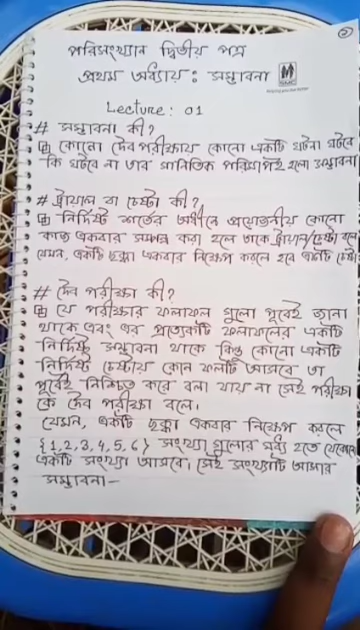 ২
পরিসংখ্যান দ্বিতীয় পত্র
প্রথম অধ্যায় : সম্ভাবনা
SMC
Lecture : 01
# সম্ভাবনা কী?
কোনো দৈব পরীক্ষায় কোনো একটি ঘটনা ঘটবে
কি ঘটবে না তার গানিতিক পরিমাপই হলো সম্ভাবনা
# ট্রায়াল বা চেষ্টা কী?
নির্দিষ্ট শর্তের অধীনে প্রয়োজনীয় কোনো
কাজ একবার সম্পন্ন করা হলে তাকে ট্রায়াল/চেষ্টা বলে
যেমন, একটি ছক্কা একবার নিক্ষেপ করলে হবে একটি চেষ্টা
# দৈব পরীক্ষা কী?
যে পরীক্ষার ফলাফল গুলো পূর্বেই জানা
থাকে এবং এর প্রত্যেকটি ফলাফলের একটি
নির্দিষ্ট সম্ভাবনা থাকে কিন্তু কোনো একটি
নির্দিষ্ট চেষ্টায় কোন ফলটি আসবে তা
পূর্বেই নিশ্চিত করে বলা যায় না সেই পরীক্ষা
কে দৈব পরীক্ষা বলে।
যেমন, একটি ছক্কা একবার নিক্ষেপ করলে
{1,2,3,4,5,6} সংখ্যা গুলোর মধ্য হতে যেকোনো
একটি সংখ্যা আসবে। সেই সংখ্যাটি আসার
সম্ভাবনা-